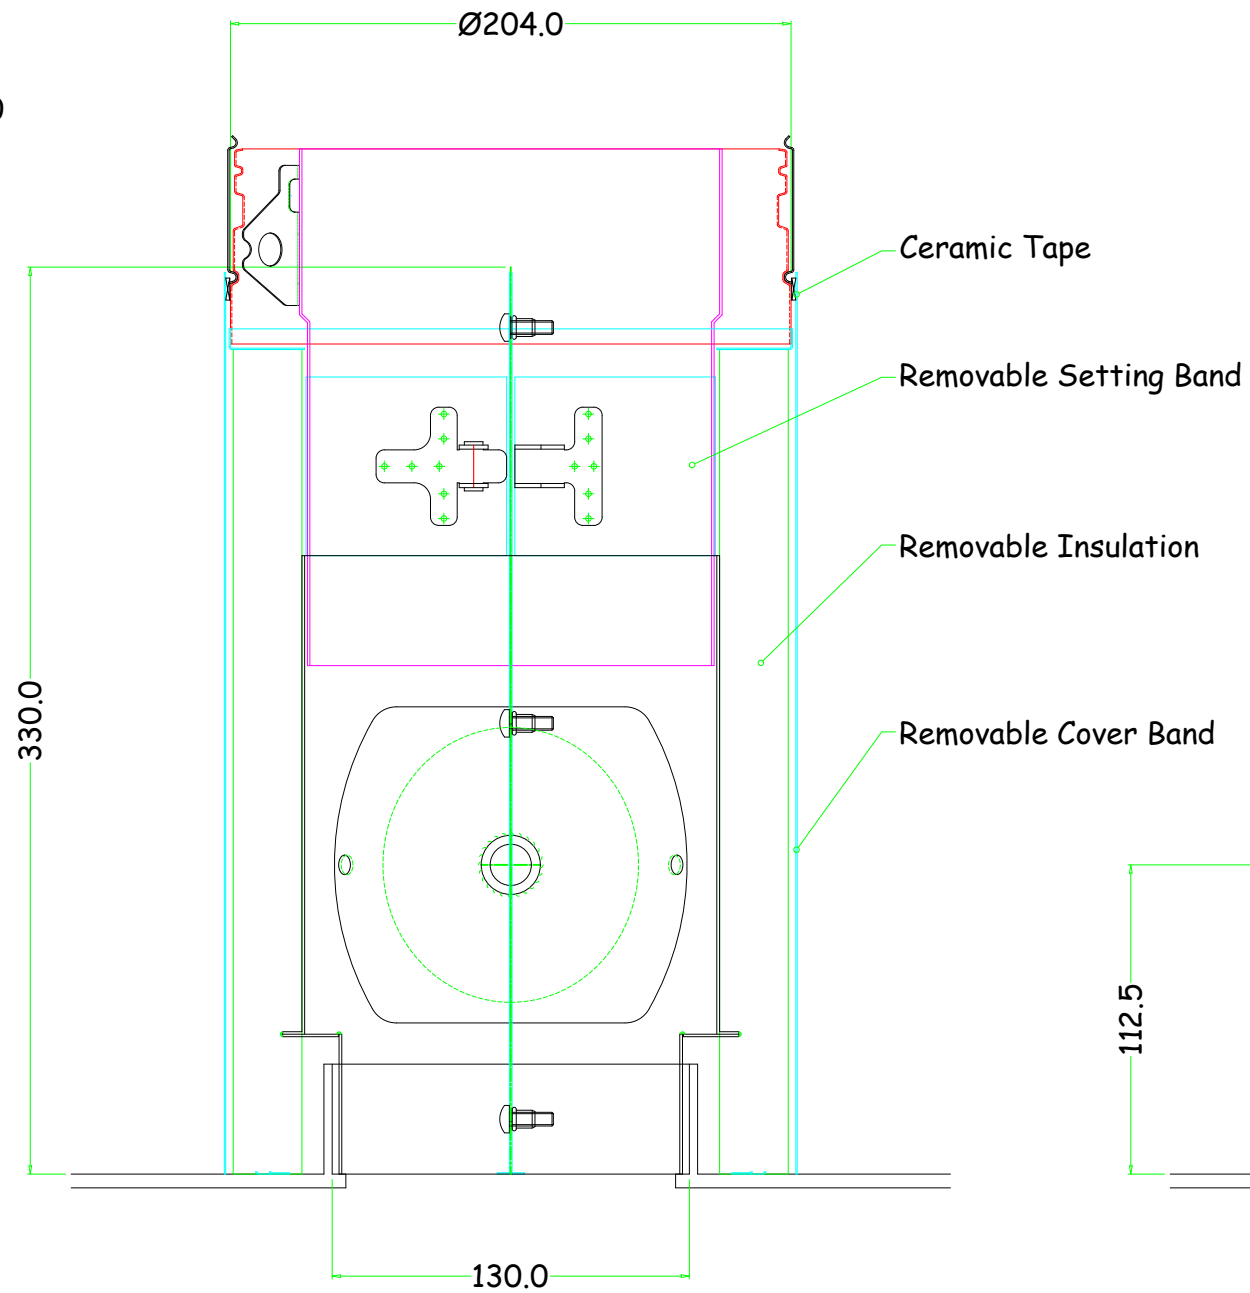 Ø204.0
Ceramic Tape
Removable Setting Band
Removable Insulation
330.0
Removable Cover Band
112.5
130.0